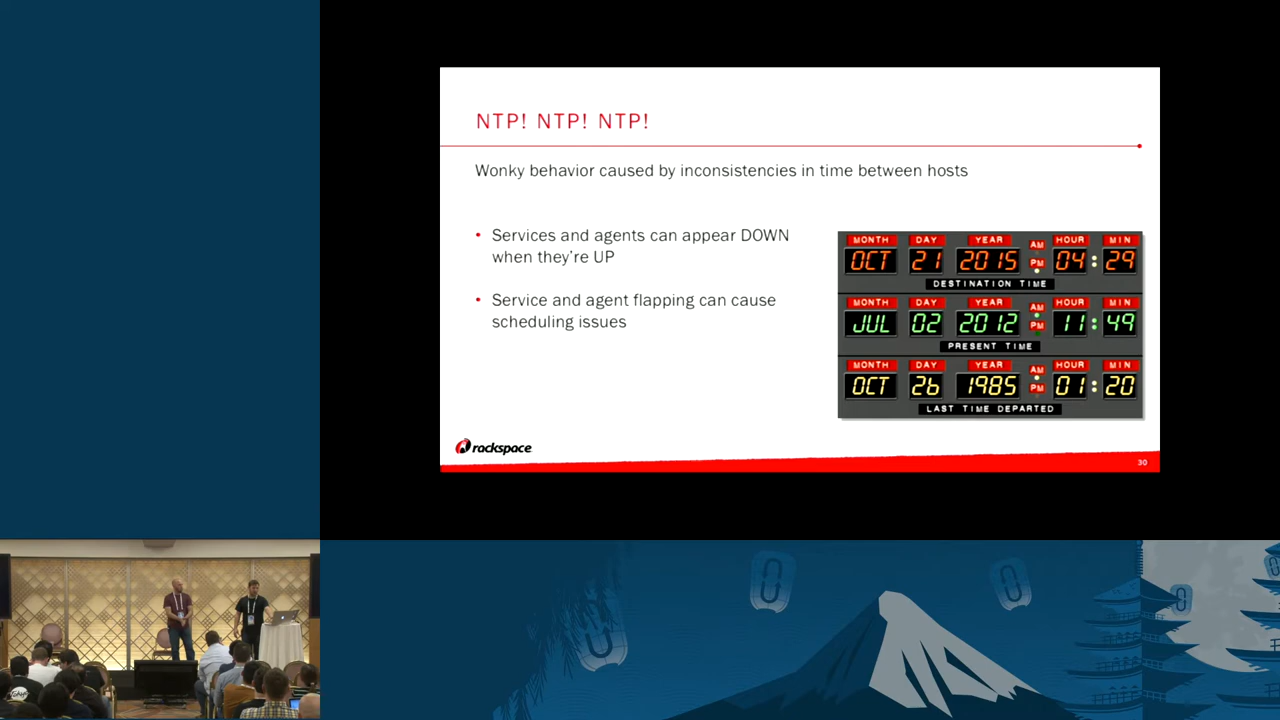 NTP! NTP! NTP!
Wonky behavior caused by inconsistencies in time between hosts
• Services and agents can appear DOWN
when they’re UP
• Service and agent flapping can cause
scheduling issues
MONTH DAY YEAR AM HOUR MIN
OCT 21 2015 PM 04:29
DESTINATION TIME
MONTH DAY YEAR AM HOUR MIN
JUL 02 2012 PM 11:49
PRESENT TIME
MONTH DAY YEAR AM HOUR MIN
OCT 26 1985 PM 01:20
LAST TIME DEPARTED
rackspace
30